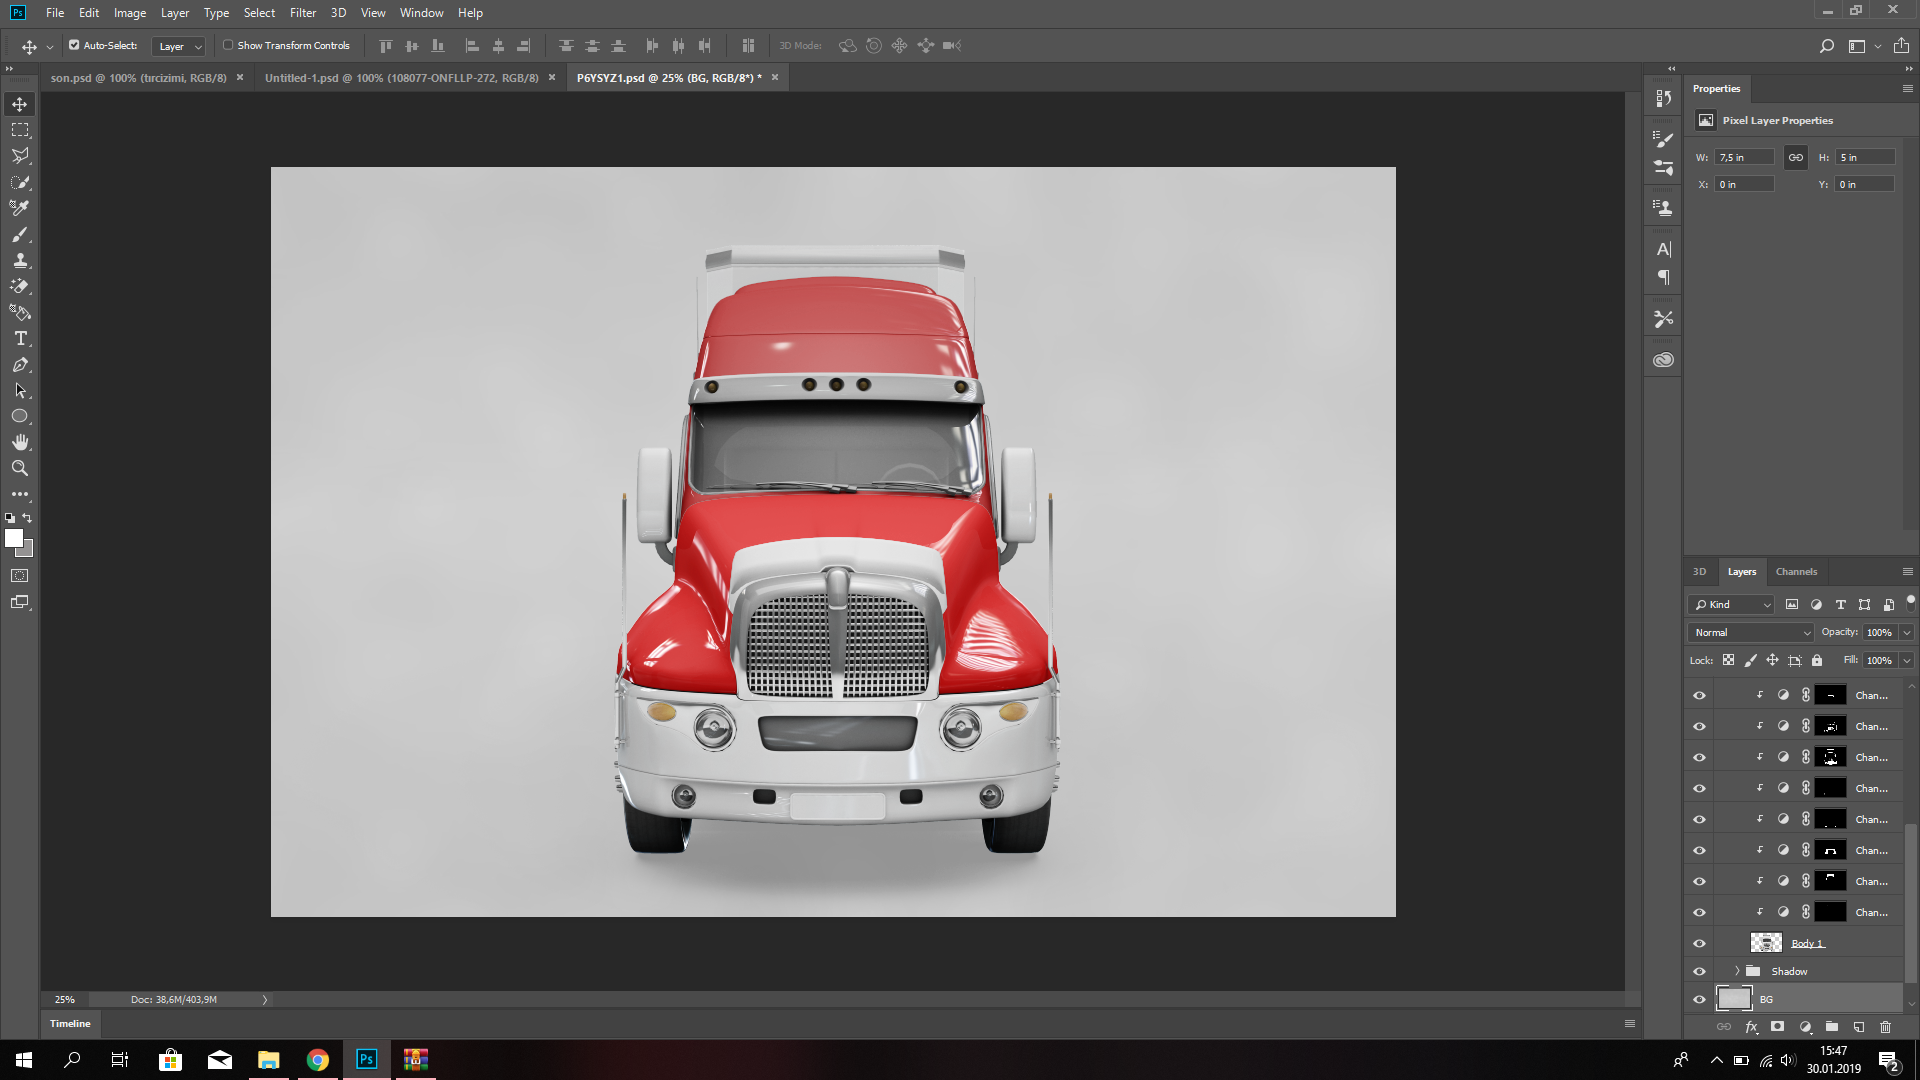 Ps File Edit Image Layer Type Select Filter 3D View Window Help
Auto-Select: Layer Show Transform Controls 3D Mode:
son.psd @ 100% (tırcizimi, RGB/8) × Untitled-1.psd @ 100% (108077-ONFLLP-272, RGB/8) × P6YSYZ1.psd @ 25% (BG, RGB/8*) * ×
Properties
Pixel Layer Properties
W: 7,5 in H: 5 in
X: 0 in Y: 0 in
3D Layers Channels
Kind
Normal Opacity: 100%
Lock: Fill: 100%
Chan...
Chan...
Chan...
Chan...
Chan...
Chan...
Chan...
Chan...
Body 1
Shadow
BG
25% Doc: 38,6M/403,9M
Timeline
Ps
15:47
30.01.2019
2